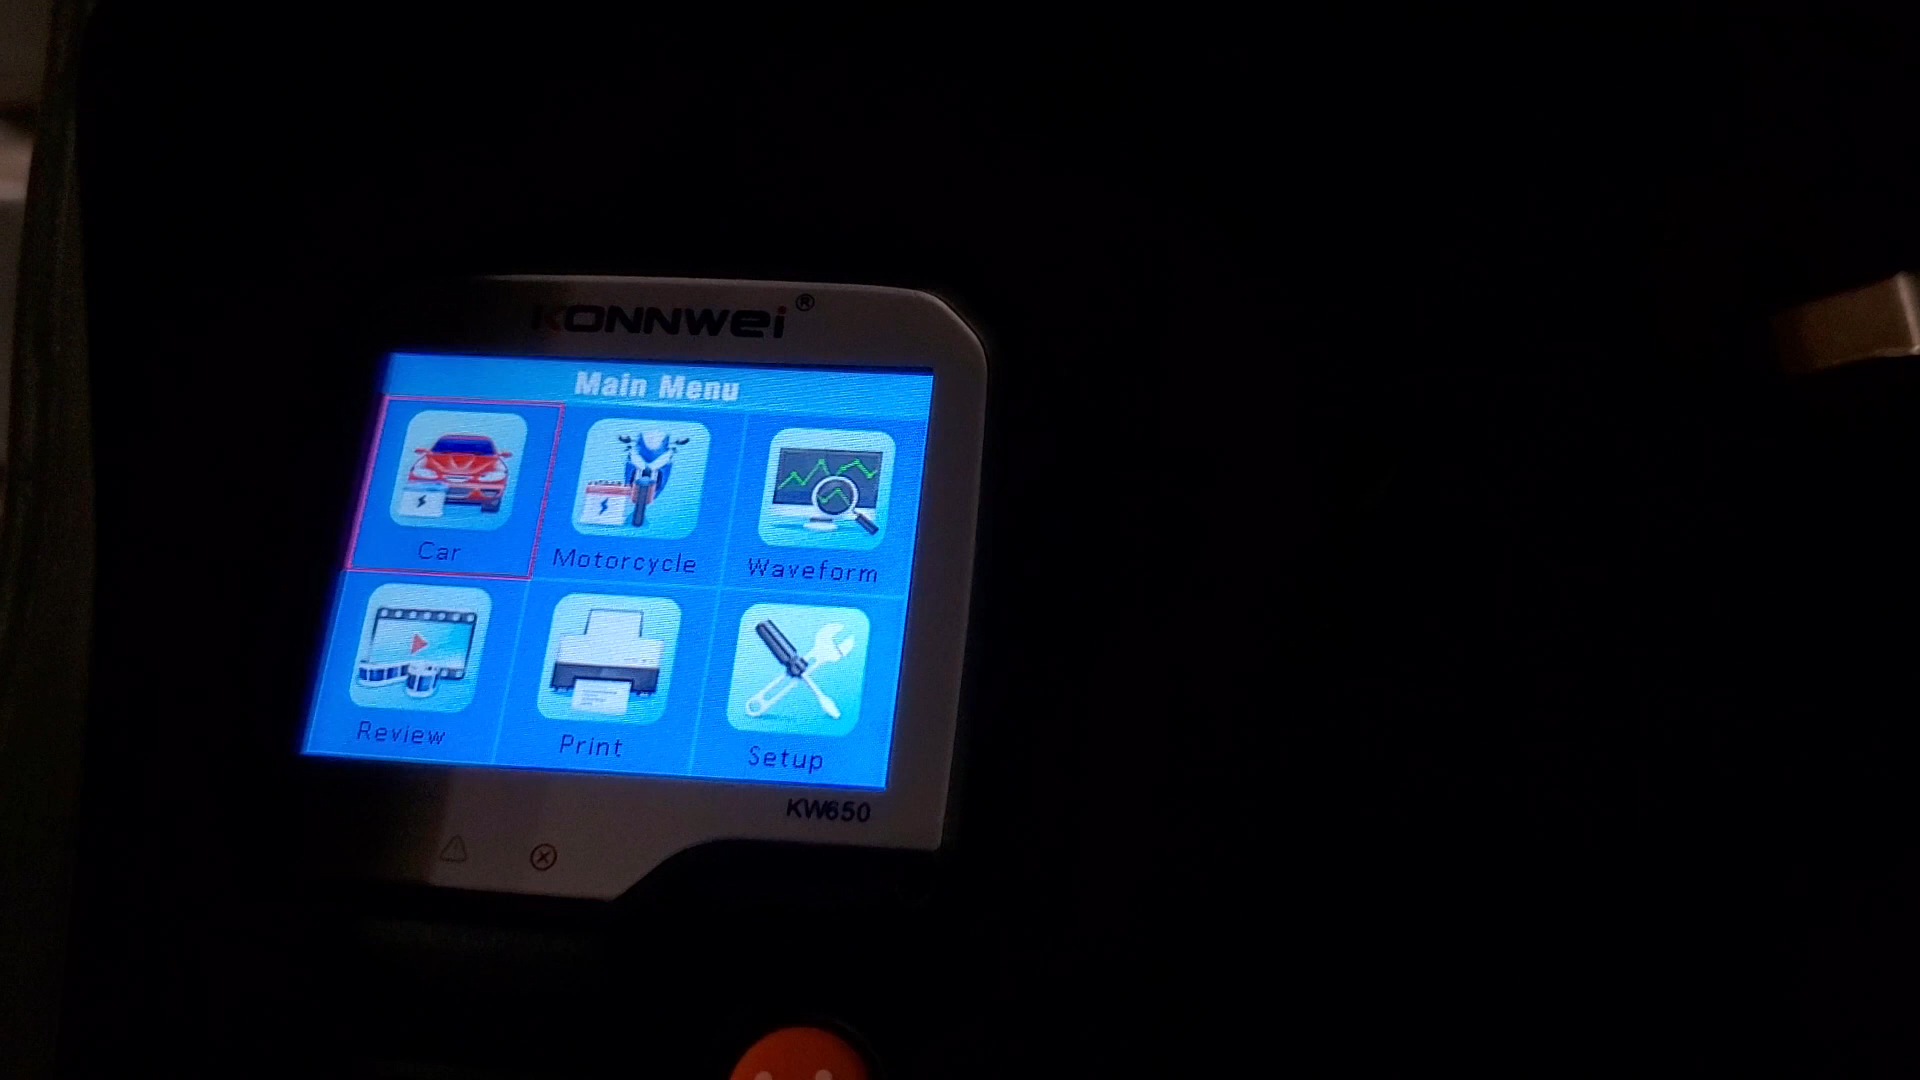 KONNWEI®
Main Menu
Car Motorcycle Waveform
Review Print Setup
KW650